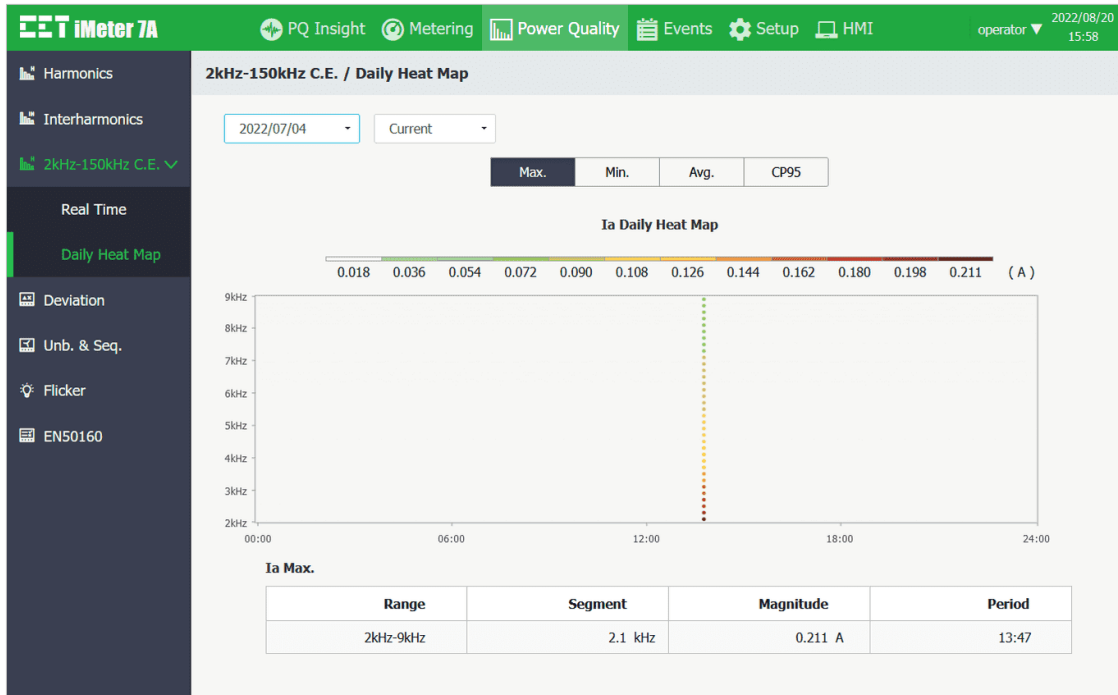 CET iMeter 7A
PQ Insight Metering Power Quality Events Setup HMI
operator 2022/08/20
15:58
Harmonics
Interharmonics
2kHz-150kHz C.E.
Real Time
Daily Heat Map
Deviation
Unb. & Seq.
Flicker
EN50160
2kHz-150kHz C.E. / Daily Heat Map
2022/07/04 Current
Max. Min. Avg. CP95
Ia Daily Heat Map
0.018 0.036 0.054 0.072 0.090 0.108 0.126 0.144 0.162 0.180 0.198 0.211 (A)
9kHz
8kHz
7kHz
6kHz
5kHz
4kHz
3kHz
2kHz
00:00 06:00 12:00 18:00 24:00
Ia Max.
Range Segment Magnitude Period
2kHz-9kHz 2.1 kHz 0.211 A 13:47